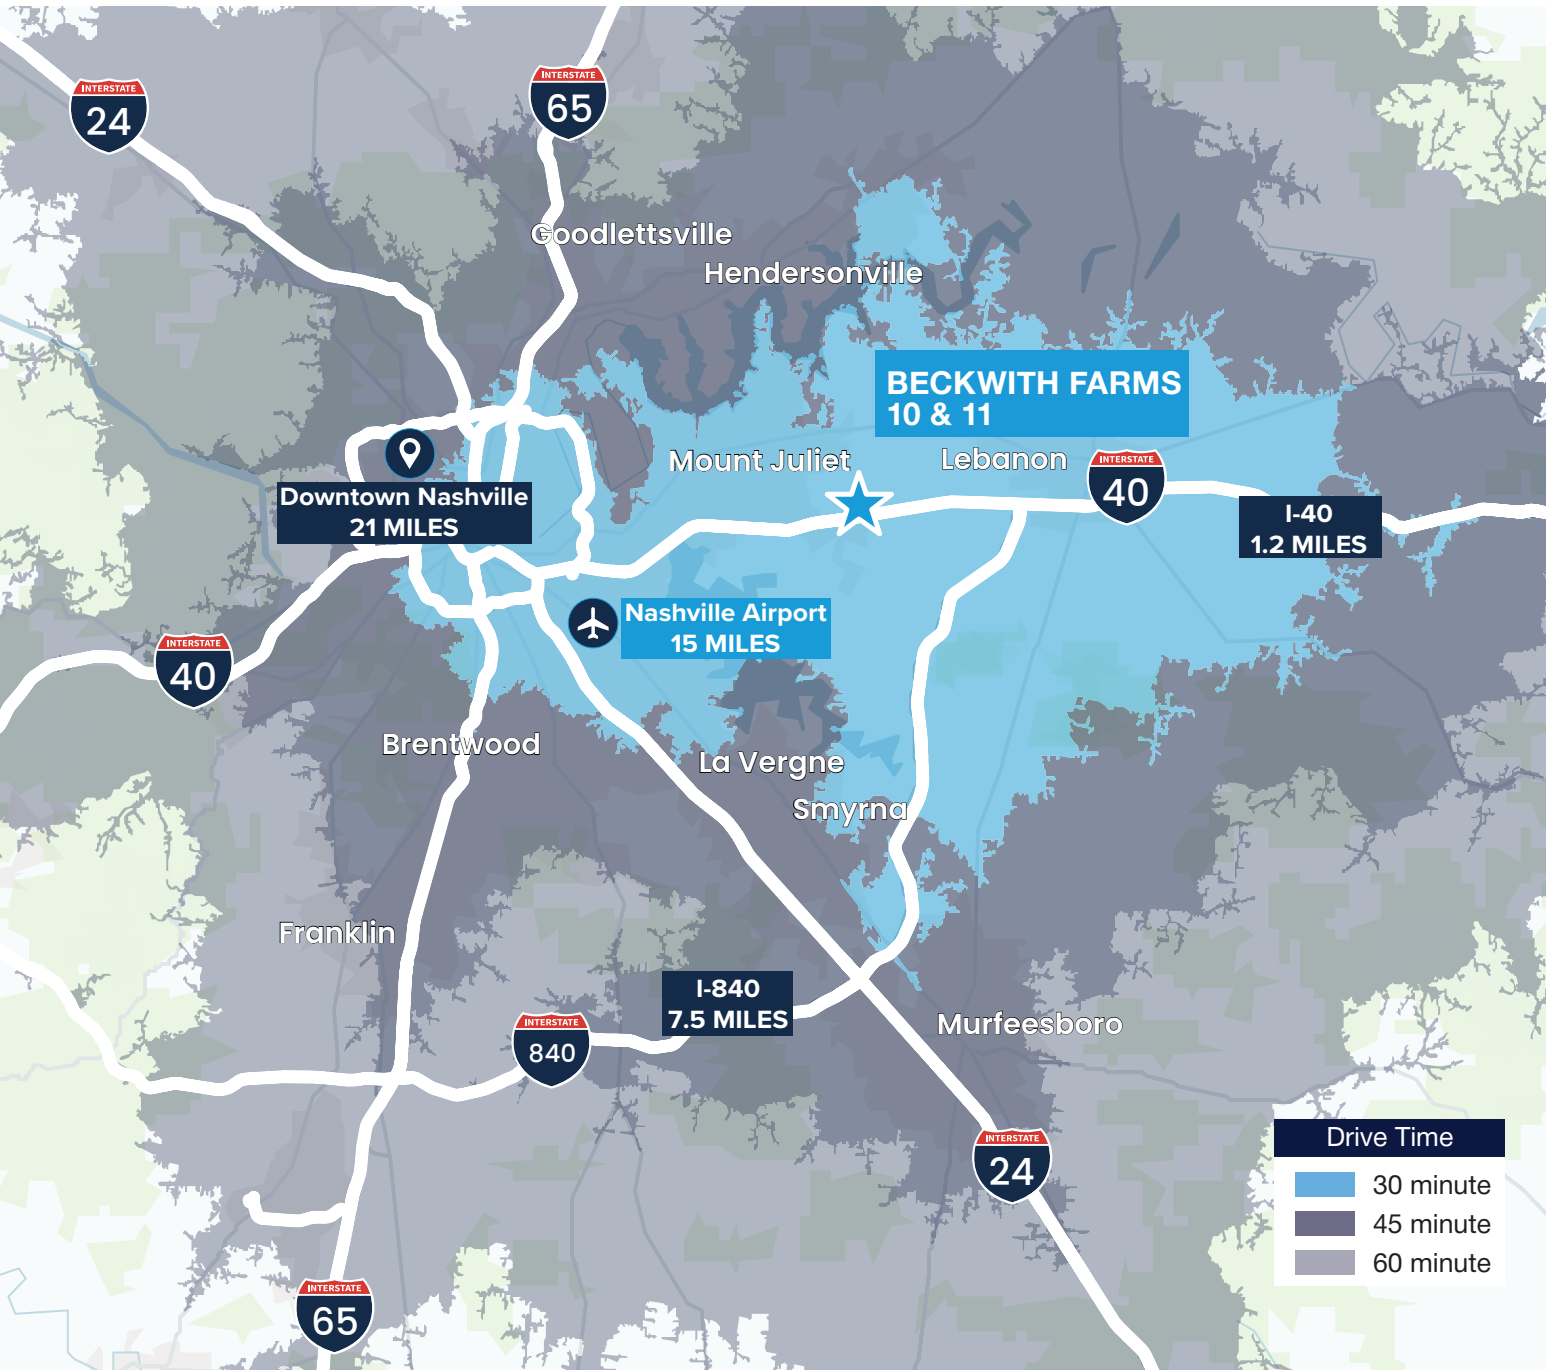 INTERSTATE
24
INTERSTATE
65
Goodlettsville
Hendersonville
BECKWITH FARMS
10 & 11
Mount Juliet
Lebanon
INTERSTATE
40
Downtown Nashville
21 MILES
I-40
1.2 MILES
Nashville Airport
15 MILES
INTERSTATE
40
Brentwood
La Vergne
Smyrna
Franklin
I-840
7.5 MILES
INTERSTATE
840
Murfeesboro
INTERSTATE
24
Drive Time
30 minute
45 minute
60 minute
INTERSTATE
65